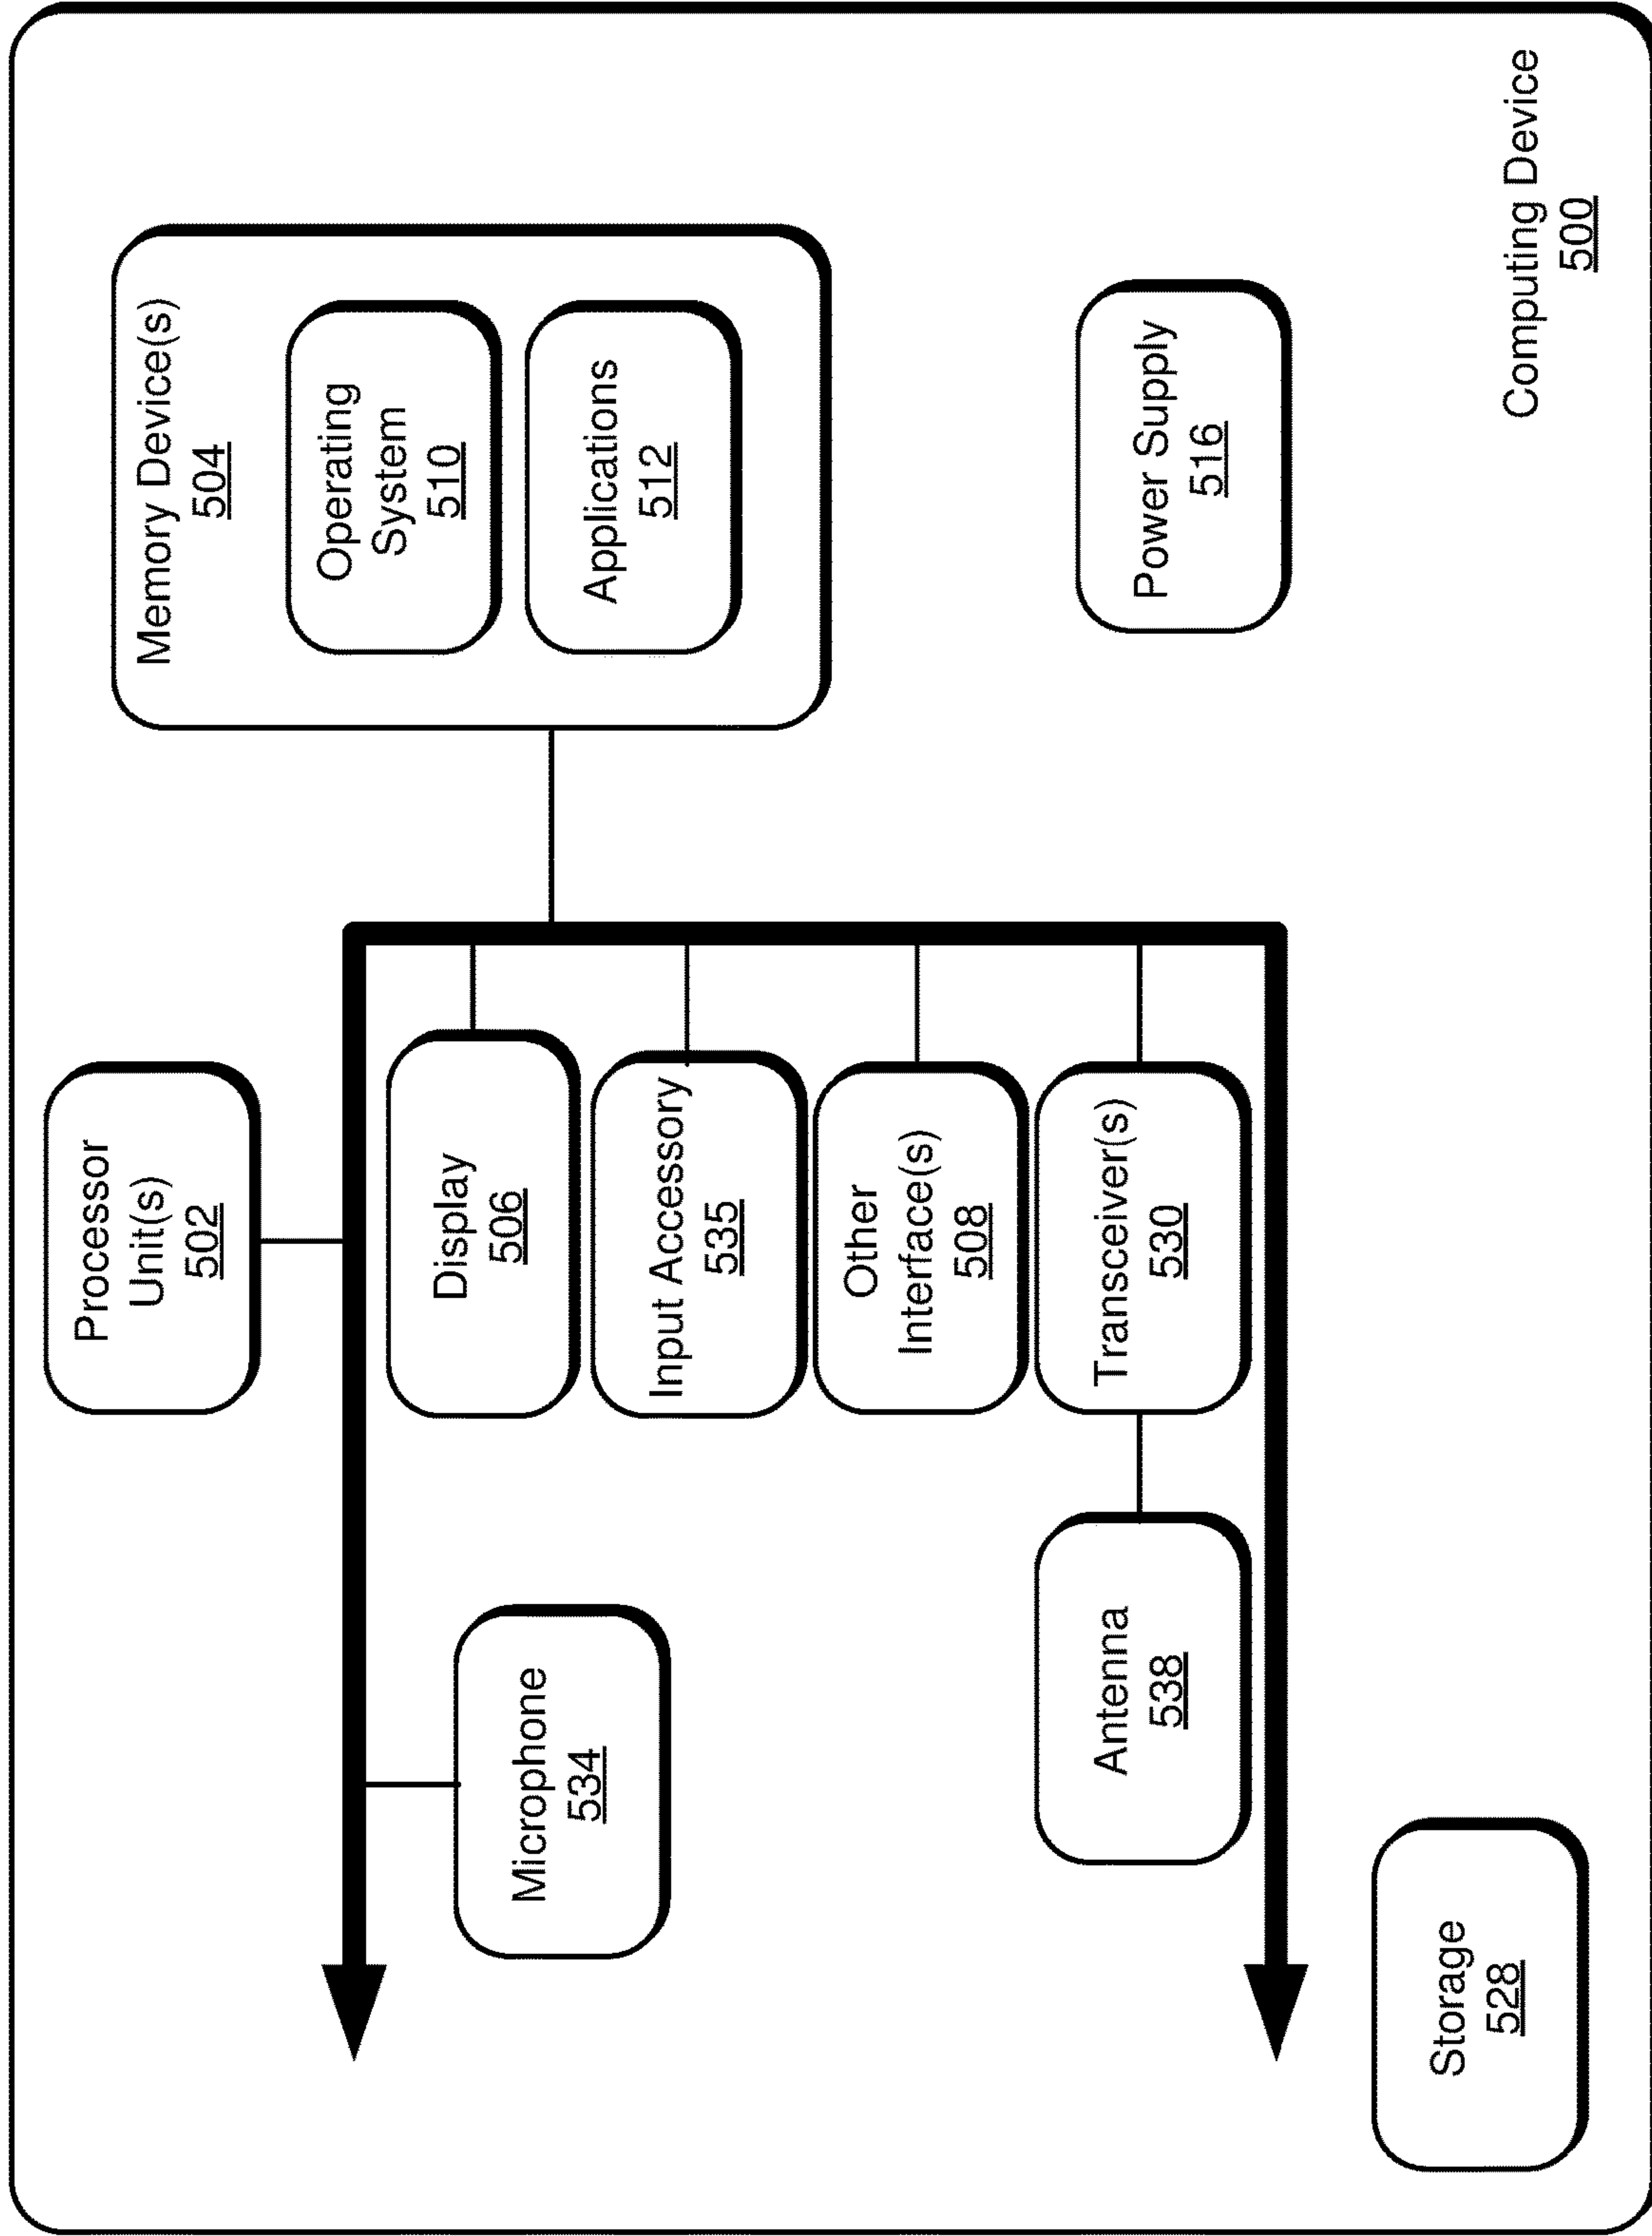 Processor
Unit(s)
502
Memory Device(s)
504
Operating
System
510
Applications
512
Display
506
Input Accessory
535
Other
Interface(s)
508
Transceiver(s)
530
Microphone
534
Antenna
538
Power Supply
516
Storage
528
Computing Device
500